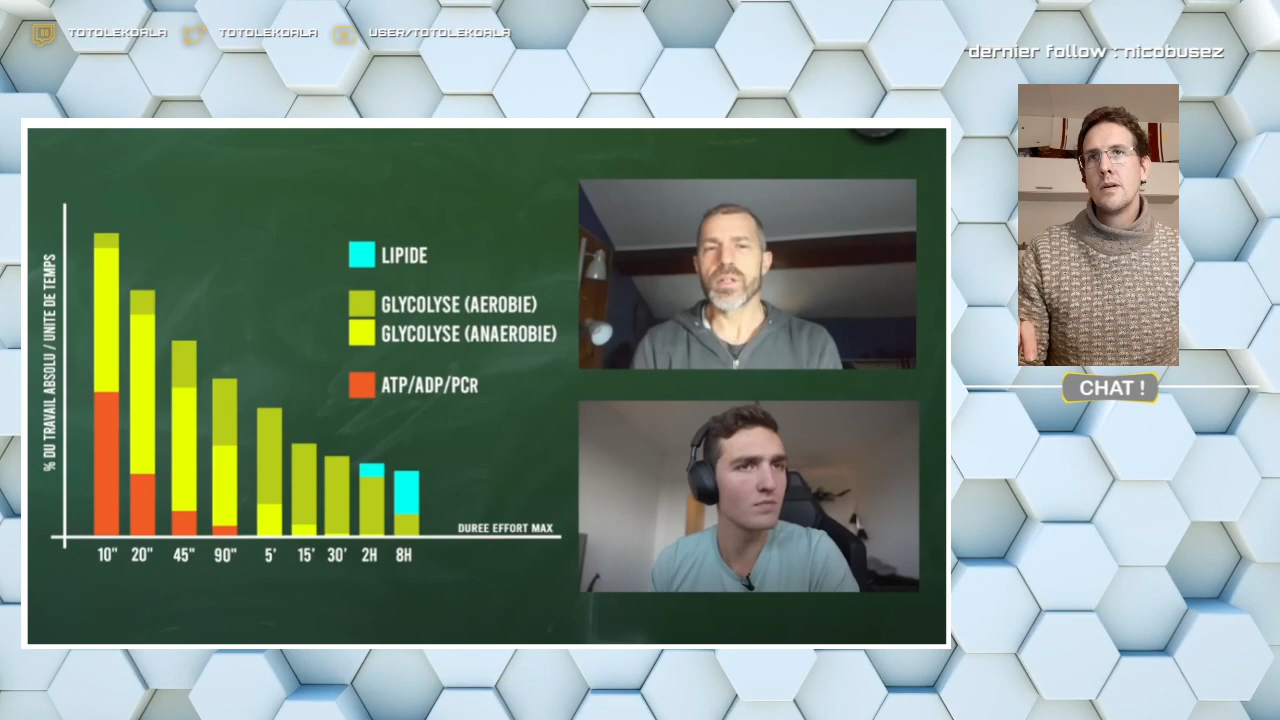 TOTOLEKOALA
TOTOLEKOALA
USER/TOTOLEKOALA
dernier follow : nicobusez
% DU TRAVAIL ABSOLU / UNITE DE TEMPS
LIPIDE
GLYCOLYSE (AEROBIE)
GLYCOLYSE (ANAEROBIE)
ATP/ADP/PCR
DUREE EFFORT MAX
10" 20" 45" 90" 5' 15' 30' 2H 8H
CHAT !